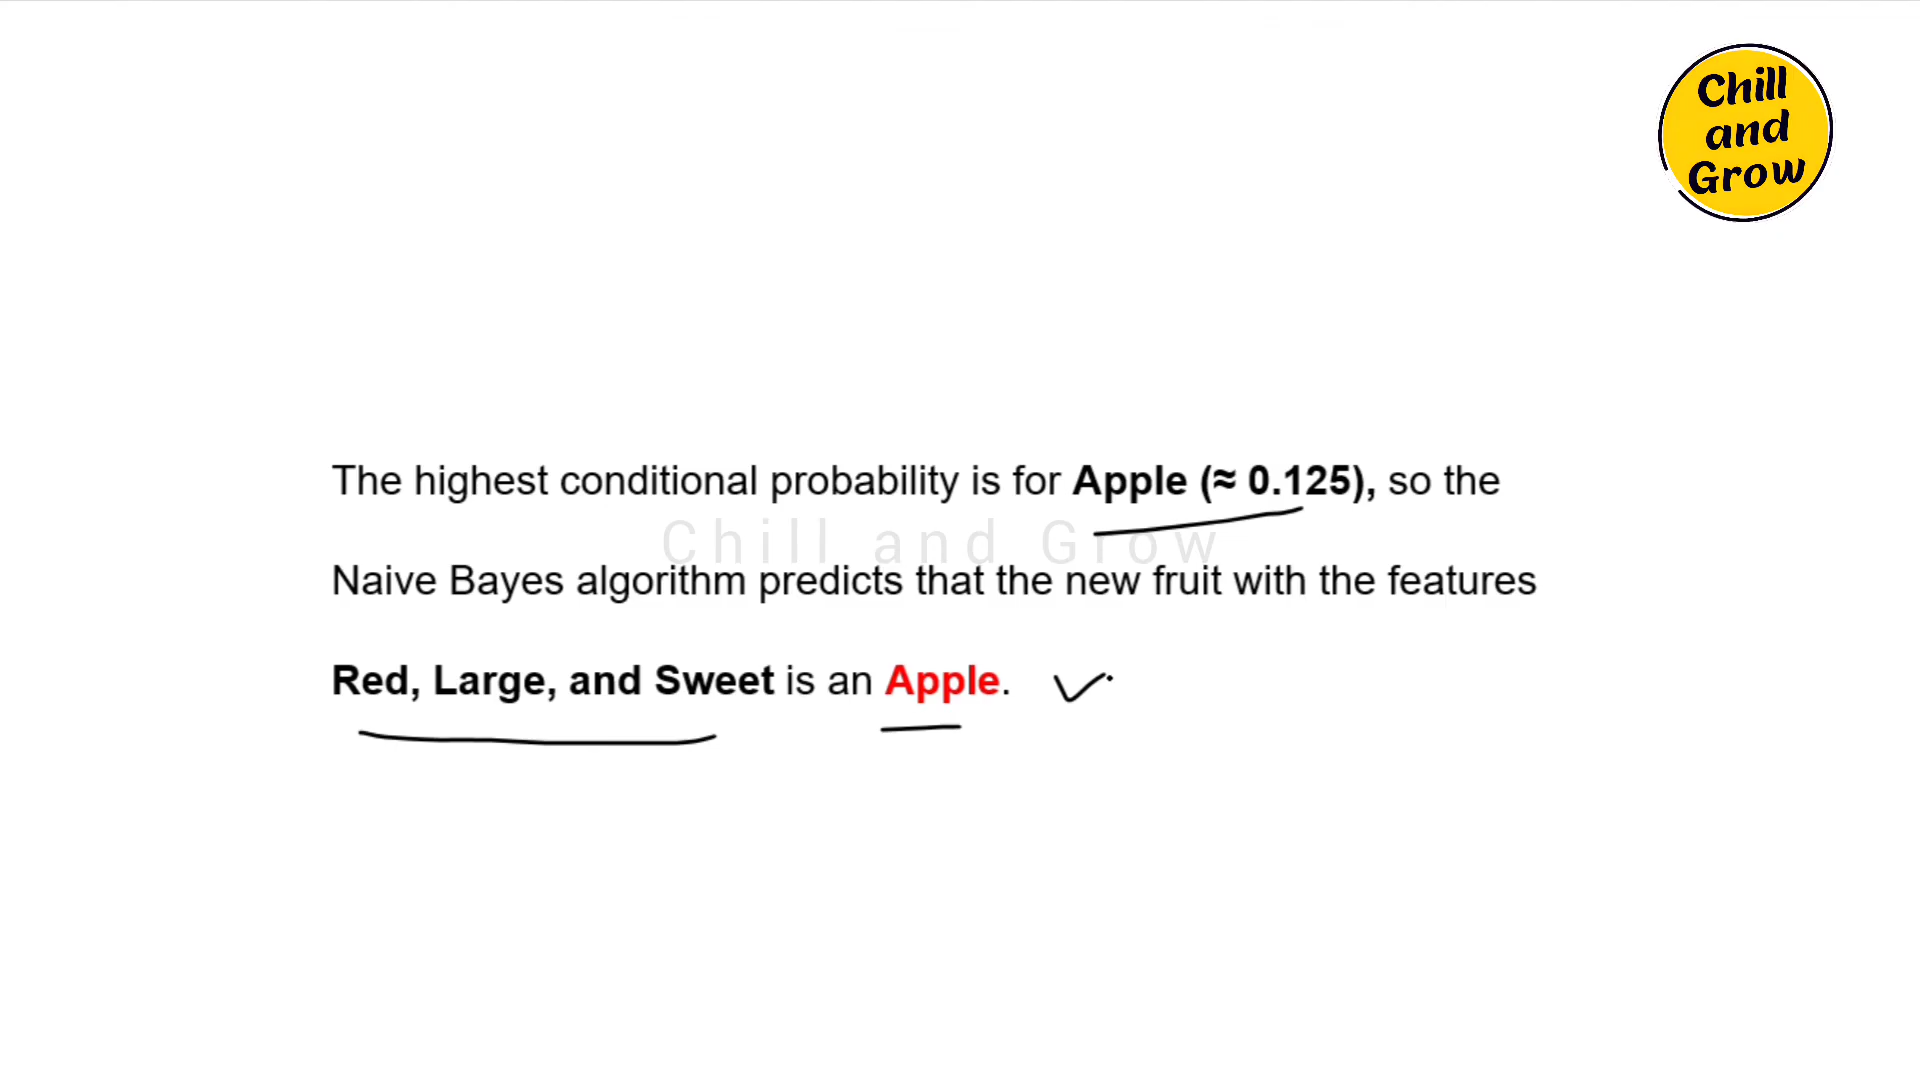 Chill
and
Grow
The highest conditional probability is for Apple (≈ 0.125), so the
Chill and Grow
Naive Bayes algorithm predicts that the new fruit with the features
Red, Large, and Sweet is an Apple.